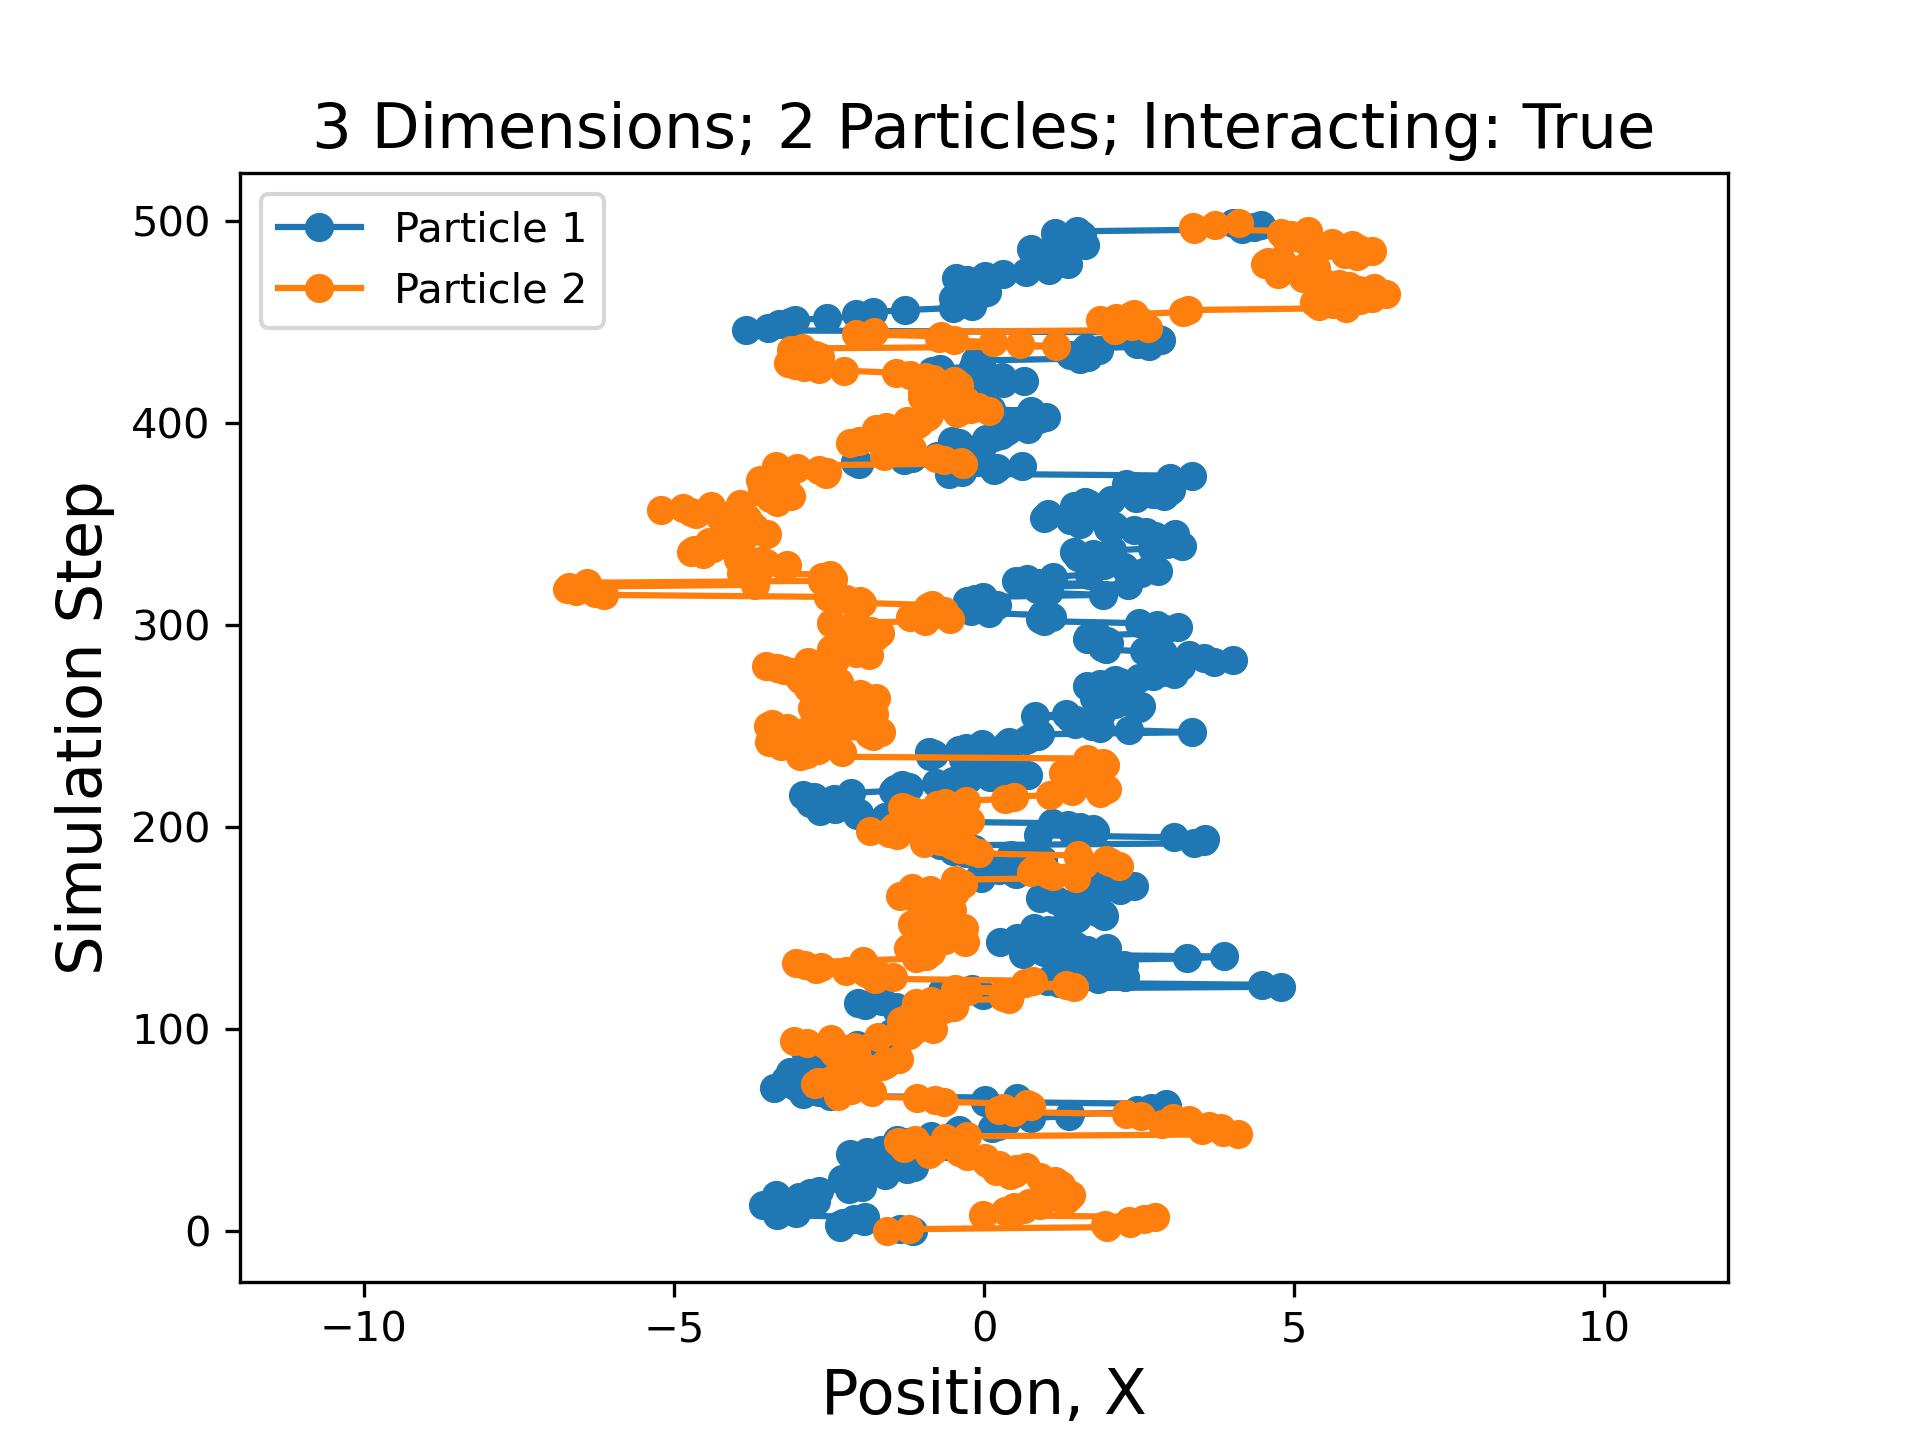 3 Dimensions; 2 Particles; Interacting: True
Particle 1
Particle 2
500
400
300
200
100
0
Simulation Step
−10
−5
0
5
10
Position, X